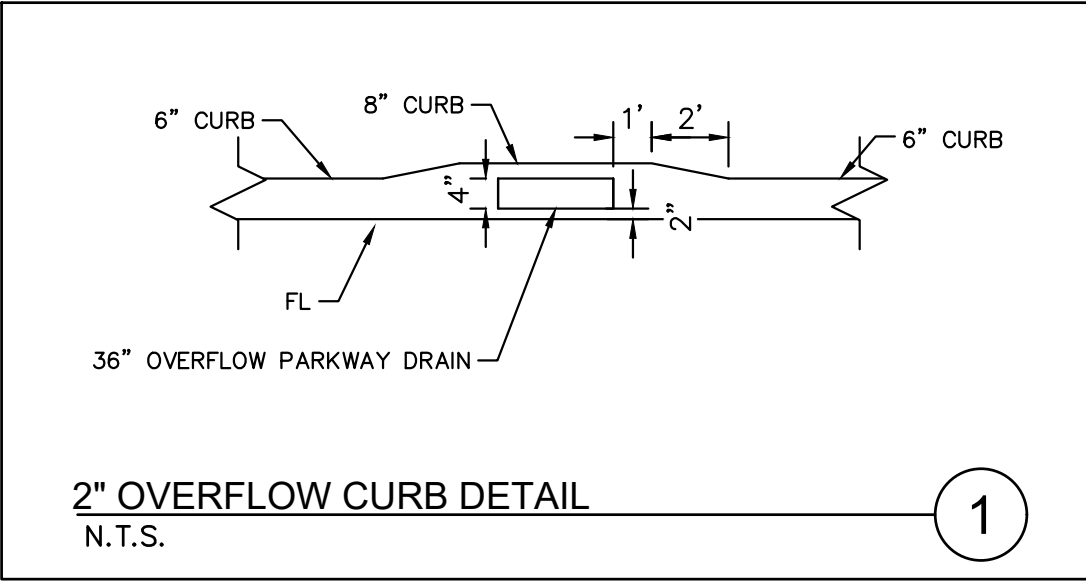 8” CURB
1’ 2’
6” CURB
6” CURB
4”
2”
FL
36” OVERFLOW PARKWAY DRAIN
2" OVERFLOW CURB DETAIL
1
N.T.S.